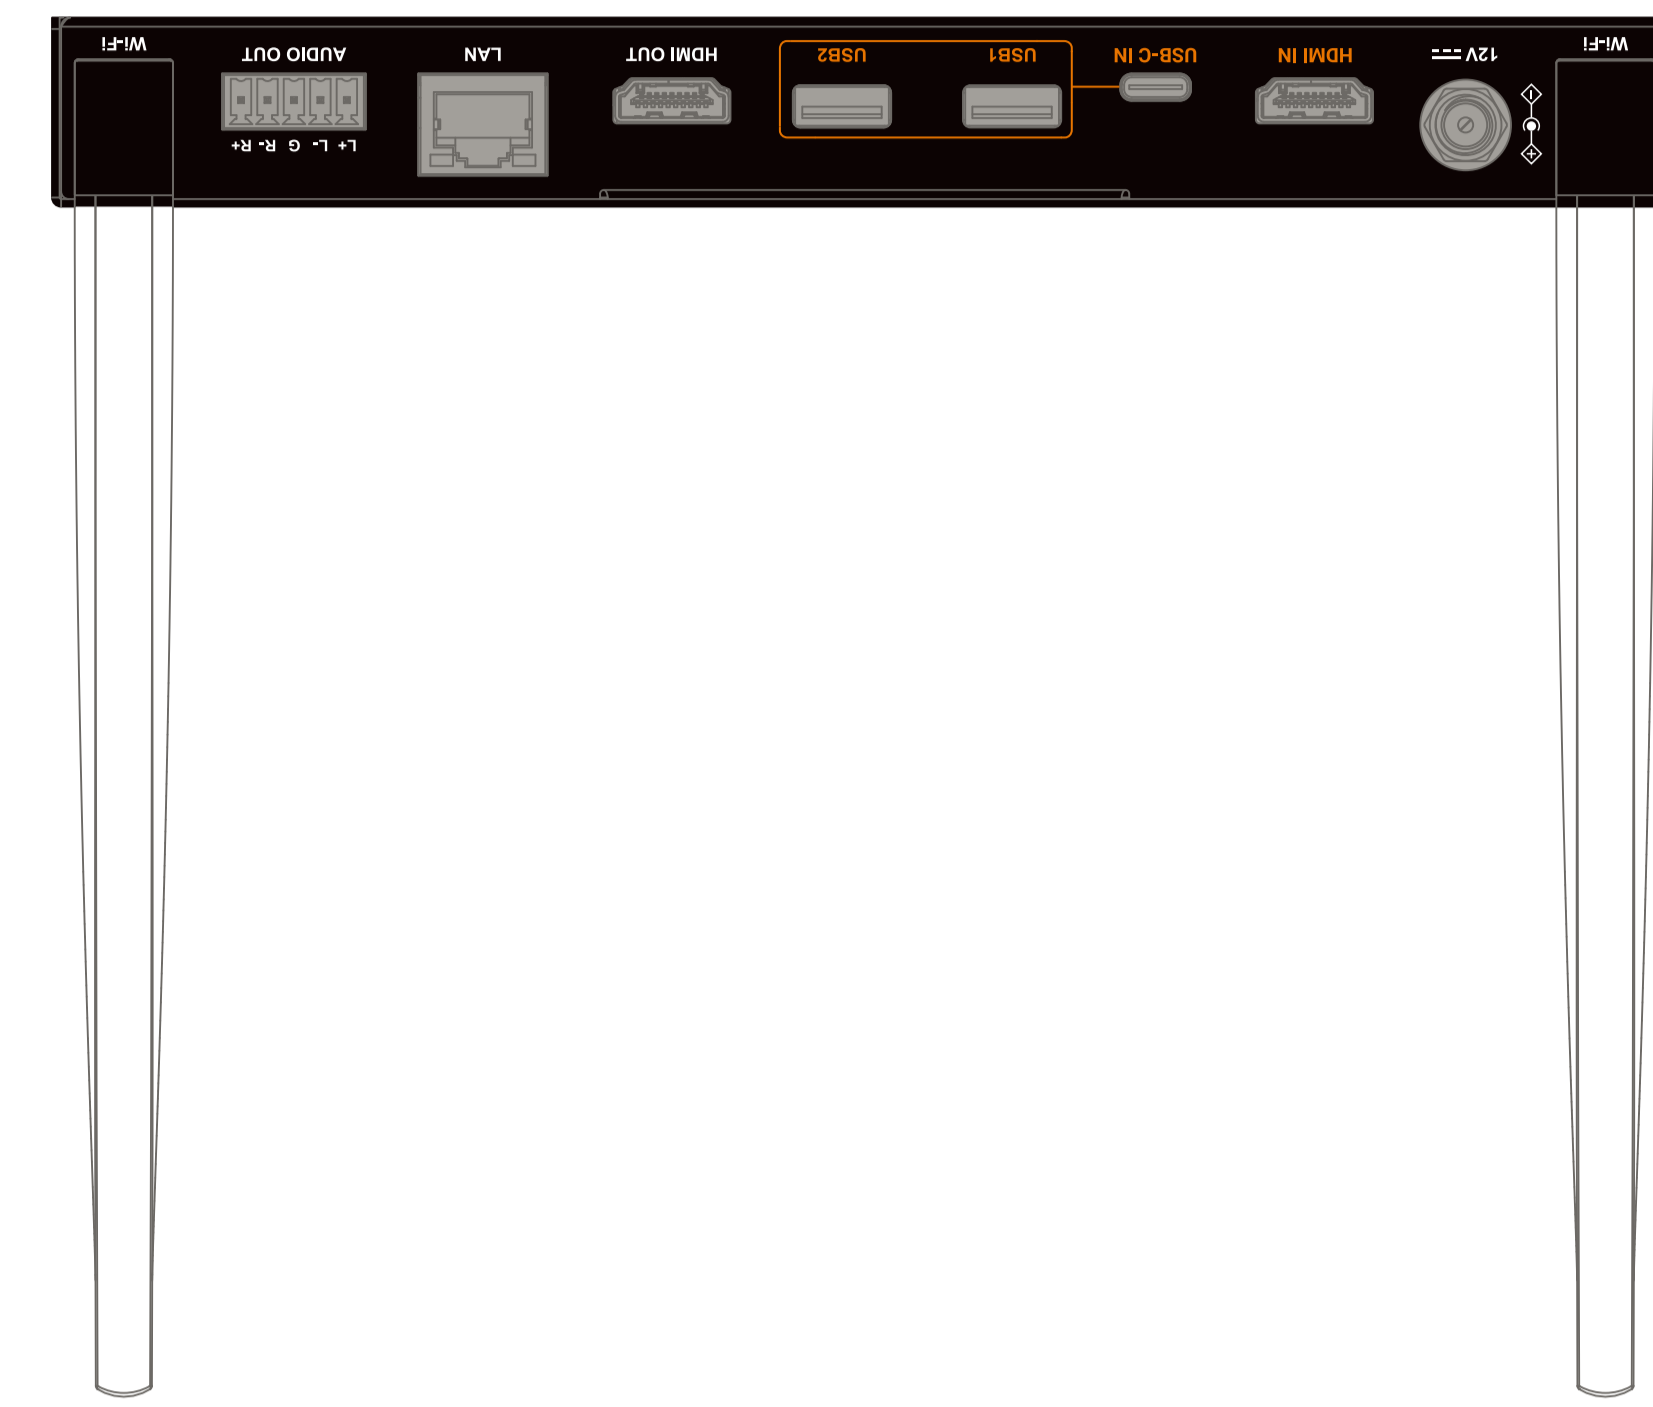 L+ L- G R- R+
Wi-Fi
12V
HDMI IN
USB-C IN
USB1
USB2
HDMI OUT
LAN
AUDIO OUT
Wi-Fi